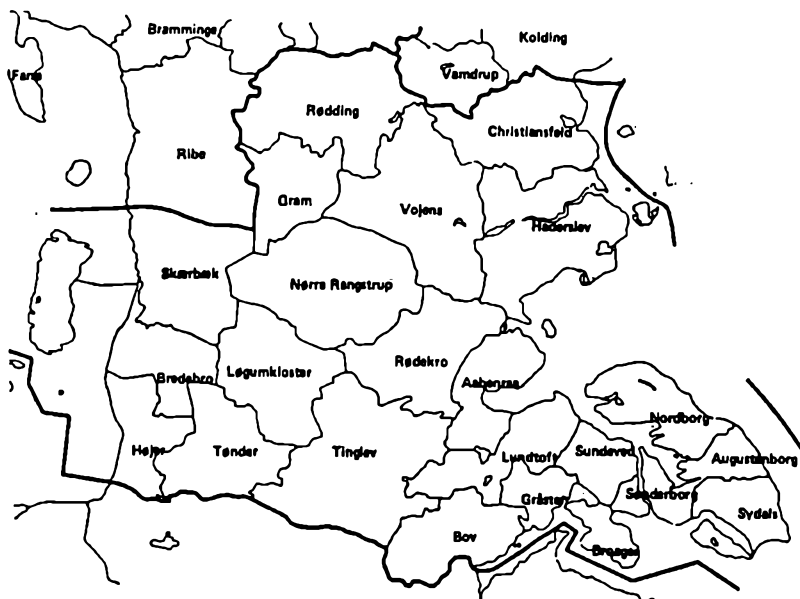 Bramminge
Kolding
Fanø
Vamdrup
Rødding
Christiansfeld
Ribe
Gram
Vojens
Haderslev
Skærbæk
Nørre Rangstrup
Rødekro
Løgumkloster
Bredebro
Aabenraa
Nordborg
Højer
Tønder
Tinglev
Lundtoft
Sundeved
Augustenborg
Gråsten
Sønderborg
Sydals
Bov
Broager